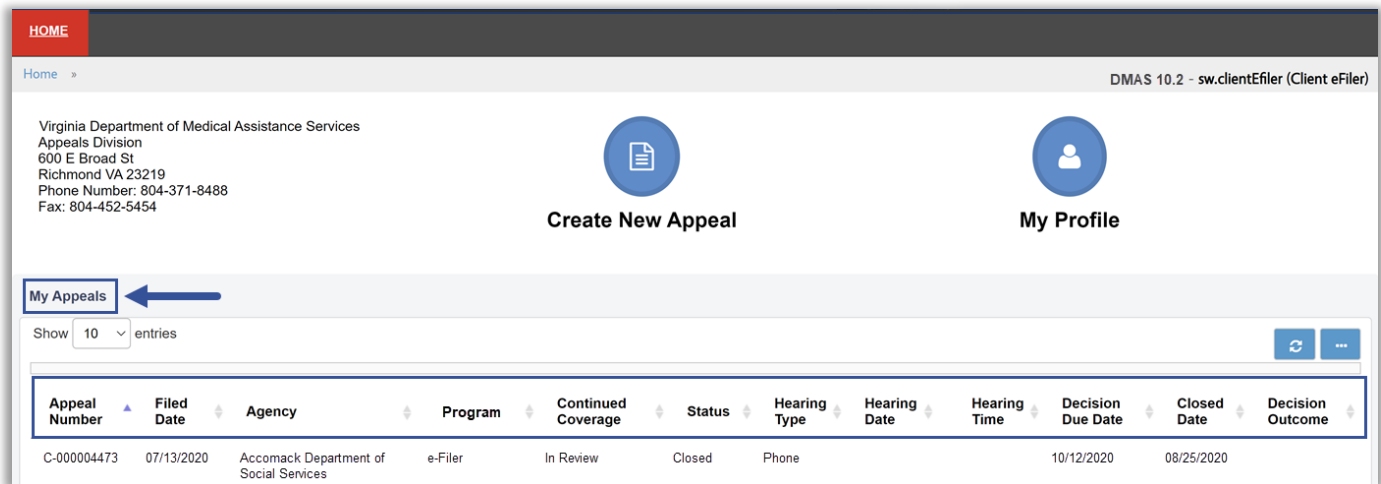 HOME
Home »
DMAS 10.2 - sw.clientEfiler (Client eFiler)
Virginia Department of Medical Assistance Services
Appeals Division
600 E Broad St
Richmond VA 23219
Phone Number: 804-371-8488
Fax: 804-452-5454
Create New Appeal
My Profile
My Appeals
Show 10 entries
Appeal Number Filed Date Agency Program Continued Coverage Status Hearing Type Hearing Date Hearing Time Decision Due Date Closed Date Decision Outcome
C-000004473 07/13/2020 Accomack Department of Social Services e-Filer In Review Closed Phone 10/12/2020 08/25/2020